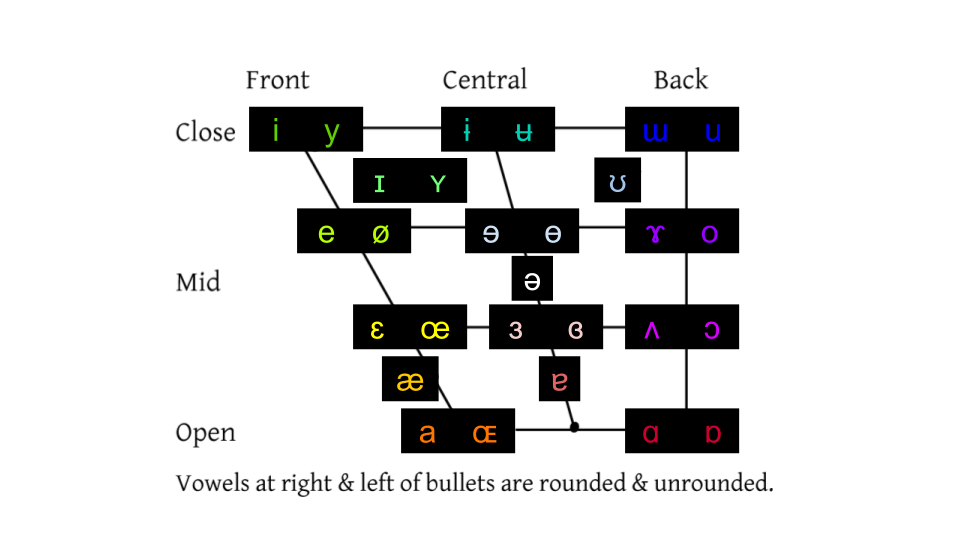 Front Central Back
Close i y ɨ ʉ ɯ u
ɪ ʏ ʊ
e ø ɘ ɵ ɤ o
Mid ə
ɛ œ ɜ ɞ ʌ ɔ
æ ɐ
Open a ɶ ɑ ɒ
Vowels at right & left of bullets are rounded & unrounded.